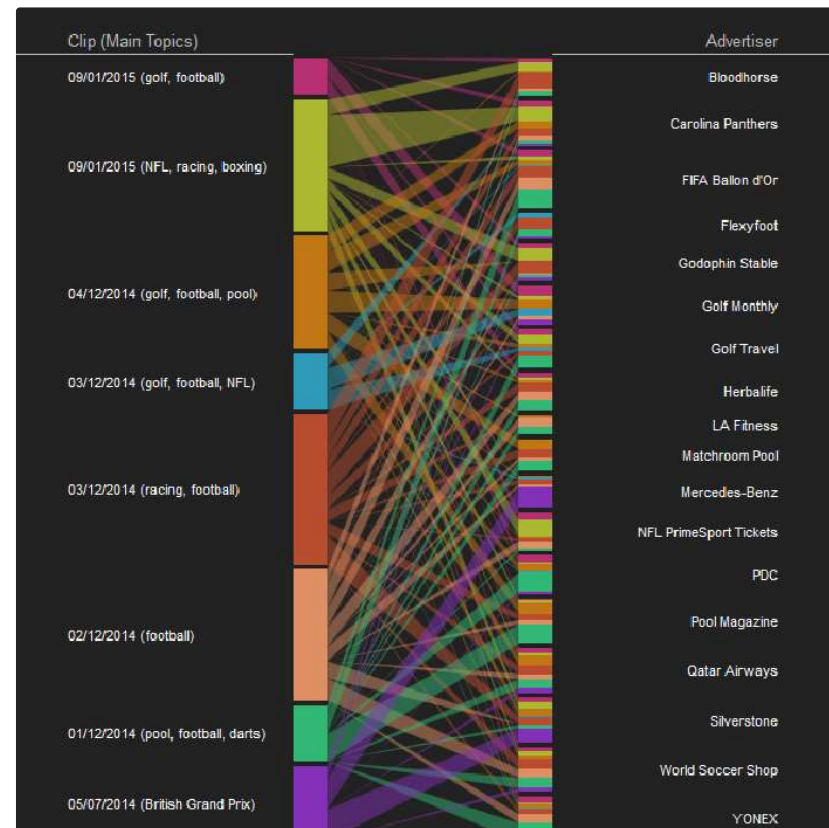 Clip (Main Topics)
Advertiser
09/01/2015 (golf, football)
09/01/2015 (NFL, racing, boxing)
04/12/2014 (golf, football, pool)
03/12/2014 (golf, football, NFL)
03/12/2014 (racing, football)
02/12/2014 (football)
01/12/2014 (pool, football, darts)
05/07/2014 (British Grand Prix)
Bloodhorse
Carolina Panthers
FIFA Ballon d'Or
Flexyfoot
Godophin Stable
Golf Monthly
Golf Travel
Herbalife
LA Fitness
Matchroom Pool
Mercedes-Benz
NFL PrimeSport Tickets
PDC
Pool Magazine
Qatar Airways
Silverstone
World Soccer Shop
YONEX